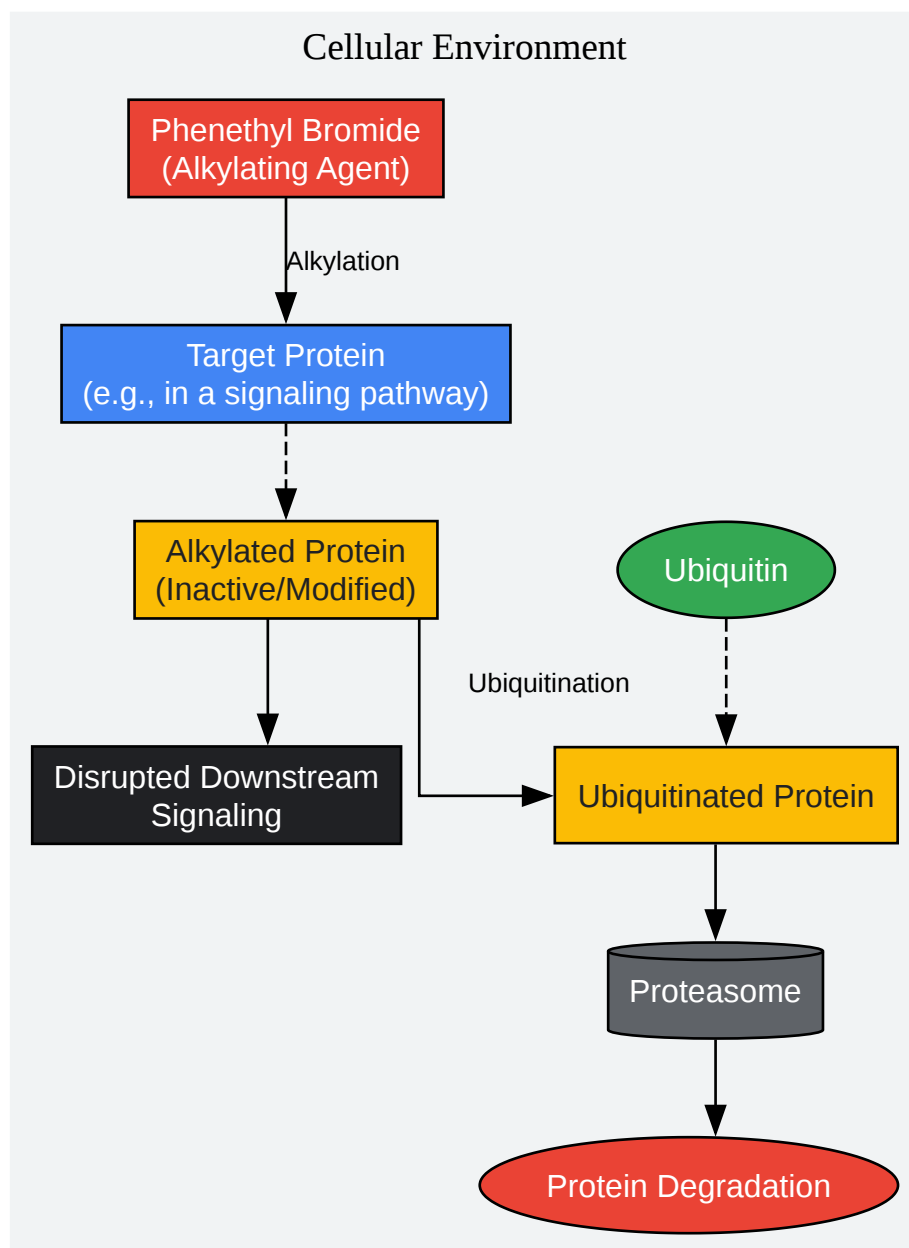 Cellular Environment
Phenethyl Bromide
(Alkylating Agent)
Alkylation
Target Protein
(e.g., in a signaling pathway)
Alkylated Protein
(Inactive/Modified)
Ubiquitin
Ubiquitination
Disrupted Downstream
Signaling
Ubiquitinated Protein
Proteasome
Protein Degradation